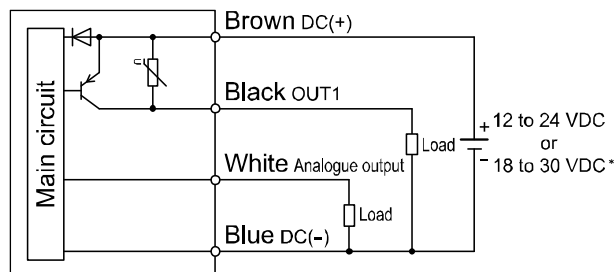 Brown DC(+)
Main circuit
U
Black OUT1
Load
+ 12 to 24 VDC
or
− 18 to 30 VDC*
White Analogue output
Load
Blue DC(−)